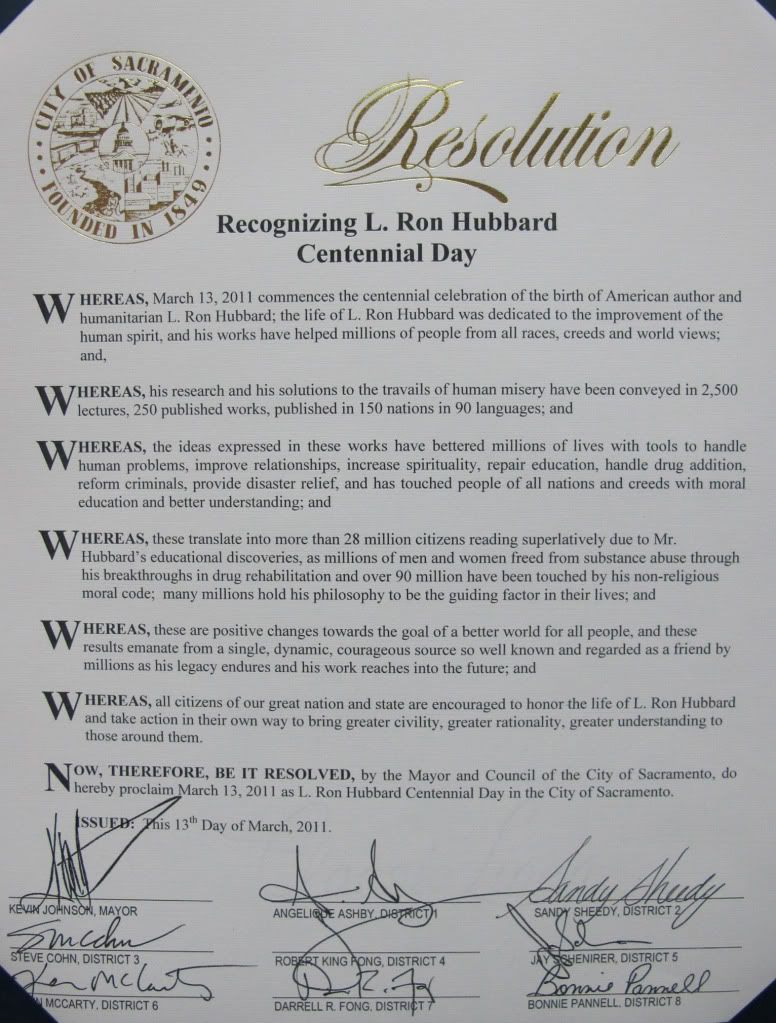 CITY OF SACRAMENTO
FOUNDED IN 1849
Resolution
Recognizing L. Ron Hubbard
Centennial Day
WHEREAS, March 13, 2011 commences the centennial celebration of the birth of American author and
humanitarian L. Ron Hubbard; the life of L. Ron Hubbard was dedicated to the improvement of the
human spirit, and his works have helped millions of people from all races, creeds and world views;
and,
WHEREAS, his research and his solutions to the travails of human misery have been conveyed in 2,500
lectures, 250 published works, published in 150 nations in 90 languages; and
WHEREAS, the ideas expressed in these works have bettered millions of lives with tools to handle
human problems, improve relationships, increase spirituality, repair education, handle drug addition,
reform criminals, provide disaster relief, and has touched people of all nations and creeds with moral
education and better understanding; and
WHEREAS, these translate into more than 28 million citizens reading superlatively due to Mr.
Hubbard's educational discoveries, as millions of men and women freed from substance abuse through
his breakthroughs in drug rehabilitation and over 90 million have been touched by his non-religious
moral code; many millions hold his philosophy to be the guiding factor in their lives; and
WHEREAS, these are positive changes towards the goal of a better world for all people, and these
results emanate from a single, dynamic, courageous source so well known and regarded as a friend by
millions as his legacy endures and his work reaches into the future; and
WHEREAS, all citizens of our great nation and state are encouraged to honor the life of L. Ron Hubbard
and take action in their own way to bring greater civility, greater rationality, greater understanding to
those around them.
NOW, THEREFORE, BE IT RESOLVED, by the Mayor and Council of the City of Sacramento, do
hereby proclaim March 13, 2011 as L. Ron Hubbard Centennial Day in the City of Sacramento.
ISSUED: This 13th Day of March, 2011.
Sandy Sheedy
KEVIN JOHNSON, MAYOR ANGELIQUE ASHBY, DISTRICT 1 SANDY SHEEDY, DISTRICT 2
STEVE COHN, DISTRICT 3 ROBERT KING FONG, DISTRICT 4 JAY SCHENIRER, DISTRICT 5
Bonnie Pannell
MCCARTY, DISTRICT 6 DARRELL R. FONG, DISTRICT 7 BONNIE PANNELL, DISTRICT 8